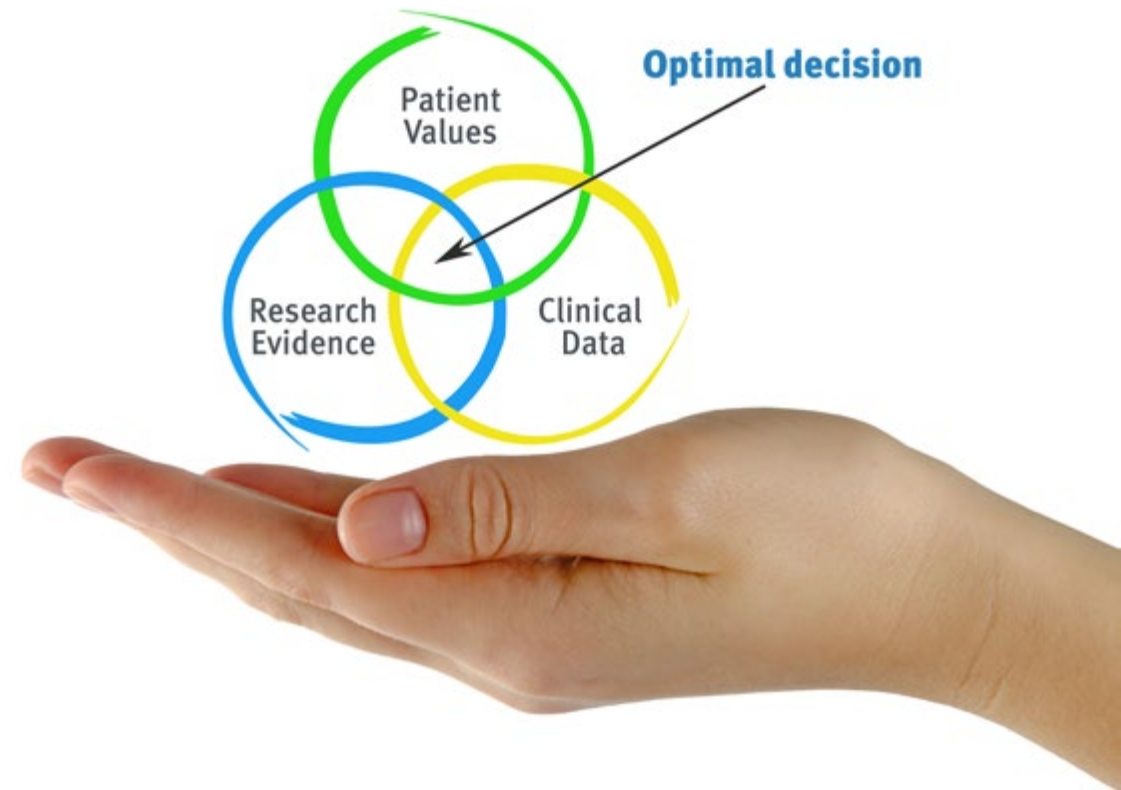 Optimal decision
Patient
Values
Research
Evidence
Clinical
Data